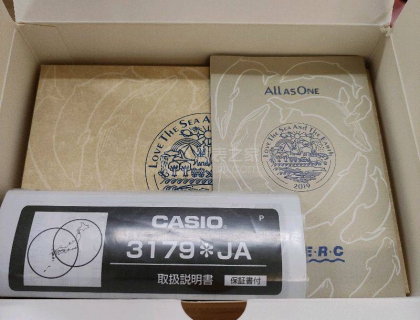 LOVE THE SEA AND THE
ALL AS ONE
LOVE THE SEA AND THE EARTH
2019
E·R·C
P
CASIO
3179✽JA
取扱説明書
保証書付